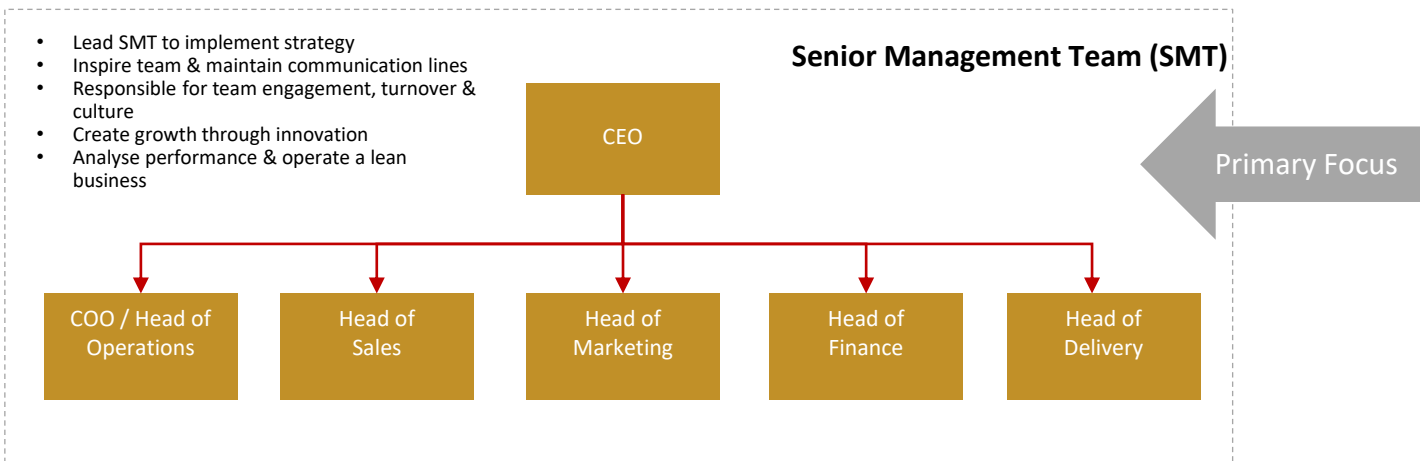 • Lead SMT to implement strategy
• Inspire team & maintain communication lines
• Responsible for team engagement, turnover &
culture
• Create growth through innovation
• Analyse performance & operate a lean
business
Senior Management Team (SMT)
CEO
Primary Focus
COO / Head of
Operations
Head of
Sales
Head of
Marketing
Head of
Finance
Head of
Delivery